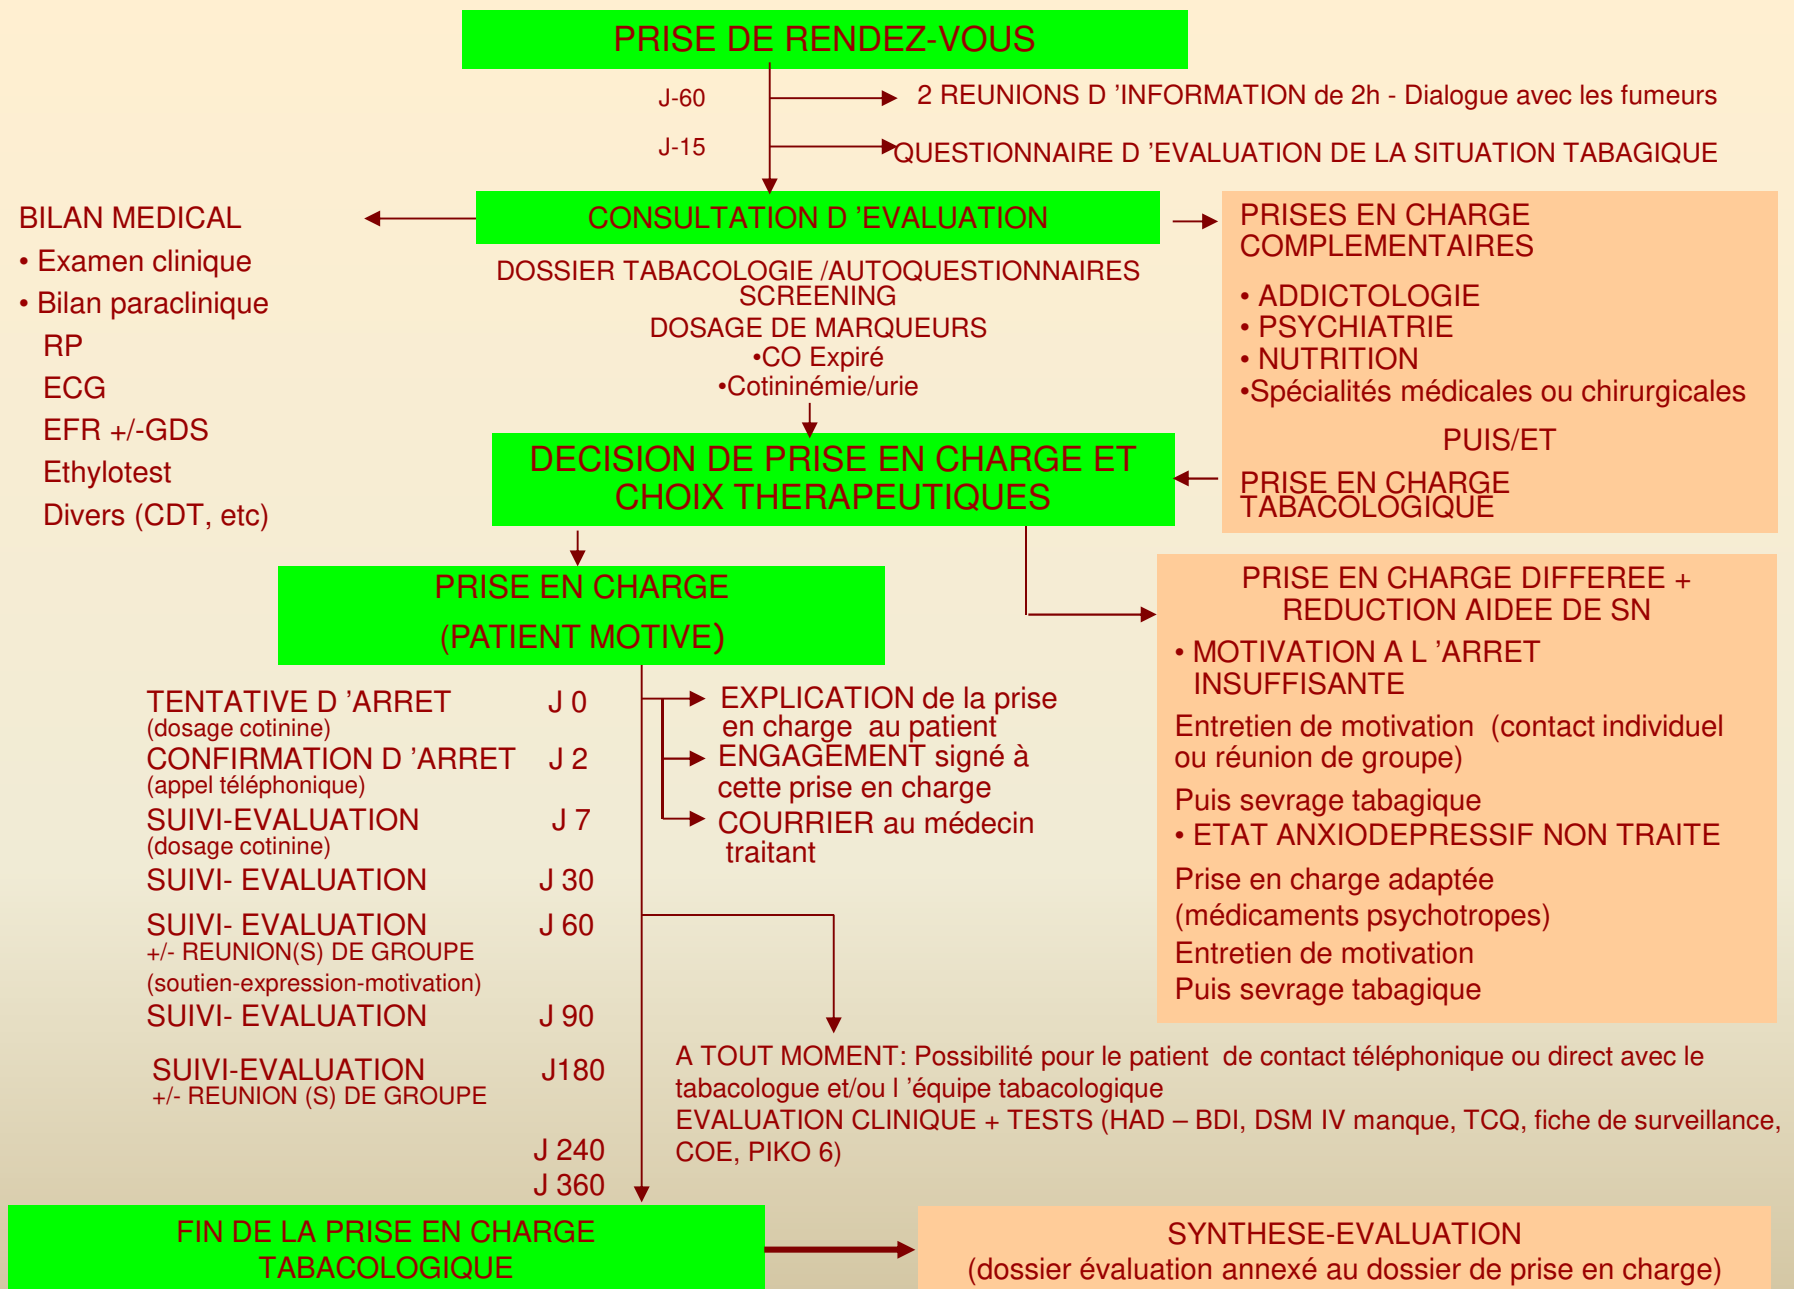 PRISE DE RENDEZ-VOUS
J-60
2 REUNIONS D 'INFORMATION de 2h - Dialogue avec les fumeurs
J-15
QUESTIONNAIRE D 'EVALUATION DE LA SITUATION TABAGIQUE
BILAN MEDICAL
• Examen clinique
• Bilan paraclinique
RP
ECG
EFR +/-GDS
Ethylotest
Divers (CDT, etc)
CONSULTATION D 'EVALUATION
DOSSIER TABACOLOGIE /AUTOQUESTIONNAIRES
SCREENING
DOSAGE DE MARQUEURS
•CO Expiré
•Cotininémie/urie
PRISES EN CHARGE
COMPLEMENTAIRES
• ADDICTOLOGIE
• PSYCHIATRIE
• NUTRITION
•Spécialités médicales ou chirurgicales
PUIS/ET
PRISE EN CHARGE
TABACOLOGIQUE
DECISION DE PRISE EN CHARGE ET
CHOIX THERAPEUTIQUES
PRISE EN CHARGE
(PATIENT MOTIVE)
PRISE EN CHARGE DIFFEREE +
REDUCTION AIDEE DE SN
• MOTIVATION A L 'ARRET
INSUFFISANTE
Entretien de motivation (contact individuel
ou réunion de groupe)
Puis sevrage tabagique
• ETAT ANXIODEPRESSIF NON TRAITE
Prise en charge adaptée
(médicaments psychotropes)
Entretien de motivation
Puis sevrage tabagique
TENTATIVE D 'ARRET J 0
(dosage cotinine)
CONFIRMATION D 'ARRET J 2
(appel téléphonique)
SUIVI-EVALUATION J 7
(dosage cotinine)
SUIVI- EVALUATION J 30
SUIVI- EVALUATION J 60
+/- REUNION(S) DE GROUPE
(soutien-expression-motivation)
SUIVI- EVALUATION J 90
SUIVI-EVALUATION J180
+/- REUNION (S) DE GROUPE
J 240
J 360
EXPLICATION de la prise
en charge au patient
ENGAGEMENT signé à
cette prise en charge
COURRIER au médecin
traitant
A TOUT MOMENT: Possibilité pour le patient de contact téléphonique ou direct avec le
tabacologue et/ou l 'équipe tabacologique
EVALUATION CLINIQUE + TESTS (HAD – BDI, DSM IV manque, TCQ, fiche de surveillance,
COE, PIKO 6)
FIN DE LA PRISE EN CHARGE
TABACOLOGIQUE
SYNTHESE-EVALUATION
(dossier évaluation annexé au dossier de prise en charge)